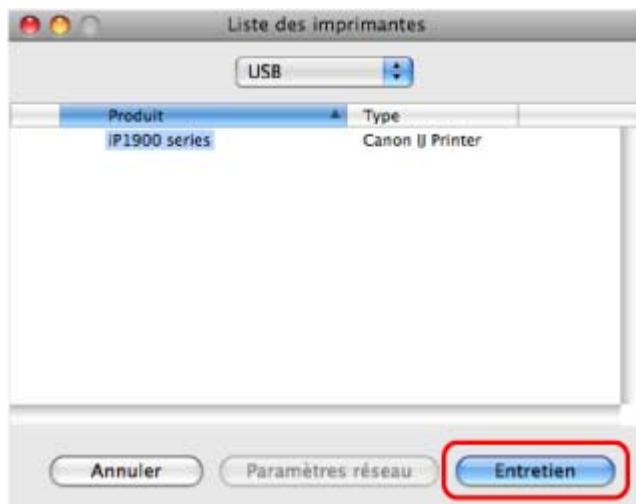 Liste des imprimantes
USB
Produit Type
iP1900 series Canon IJ Printer
Annuler Paramètres réseau Entretien